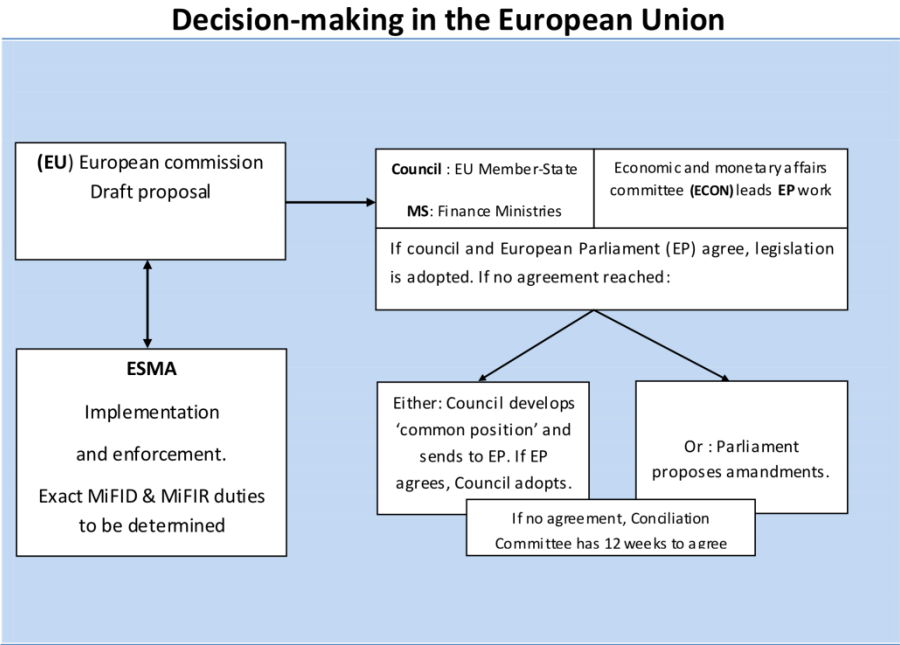 Decision-making in the European Union
(EU) European commission
Draft proposal
Council : EU Member-State
MS: Finance Ministries
Economic and monetary affairs
committee (ECON) leads EP work
If council and European Parliament (EP) agree, legislation
is adopted. If no agreement reached:
ESMA
Implementation
and enforcement.
Exact MiFID & MiFIR duties
to be determined
Either: Council develops
‘common position’ and
sends to EP. If EP
agrees, Council adopts.
Or : Parliament
proposes amandments.
If no agreement, Conciliation
Committee has 12 weeks to agree